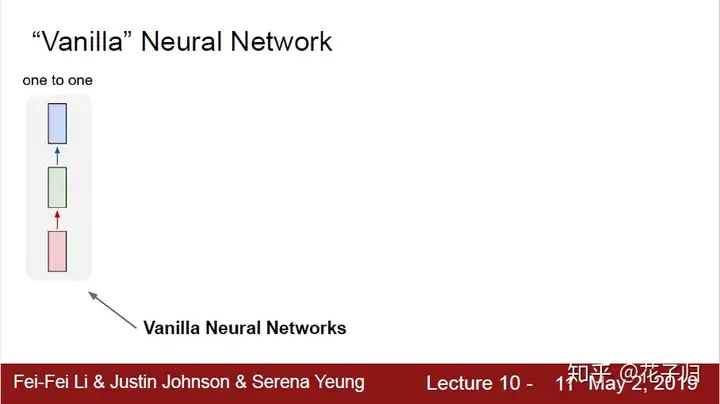 “Vanilla” Neural Network
one to one
Vanilla Neural Networks
Fei-Fei Li & Justin Johnson & Serena Yeung
Lecture 10 - 11 May 2, 2019
知乎 @花子归